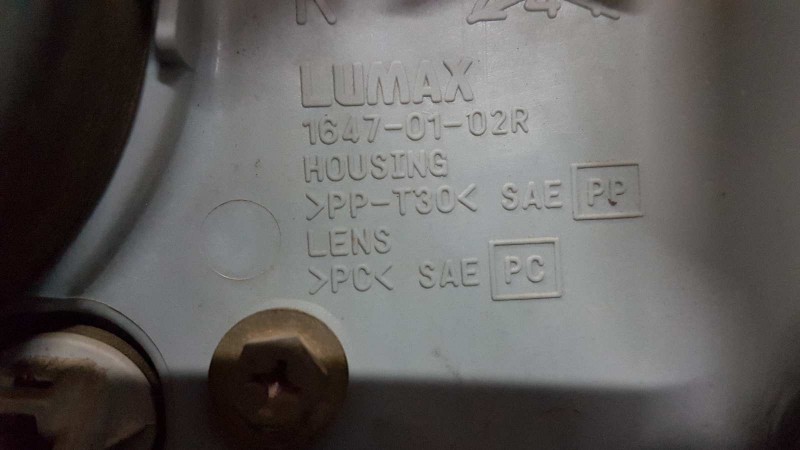 LUMAX
1647-01-02R
HOUSING
>PP-T30< SAE PP
LENS
>PC< SAE PC